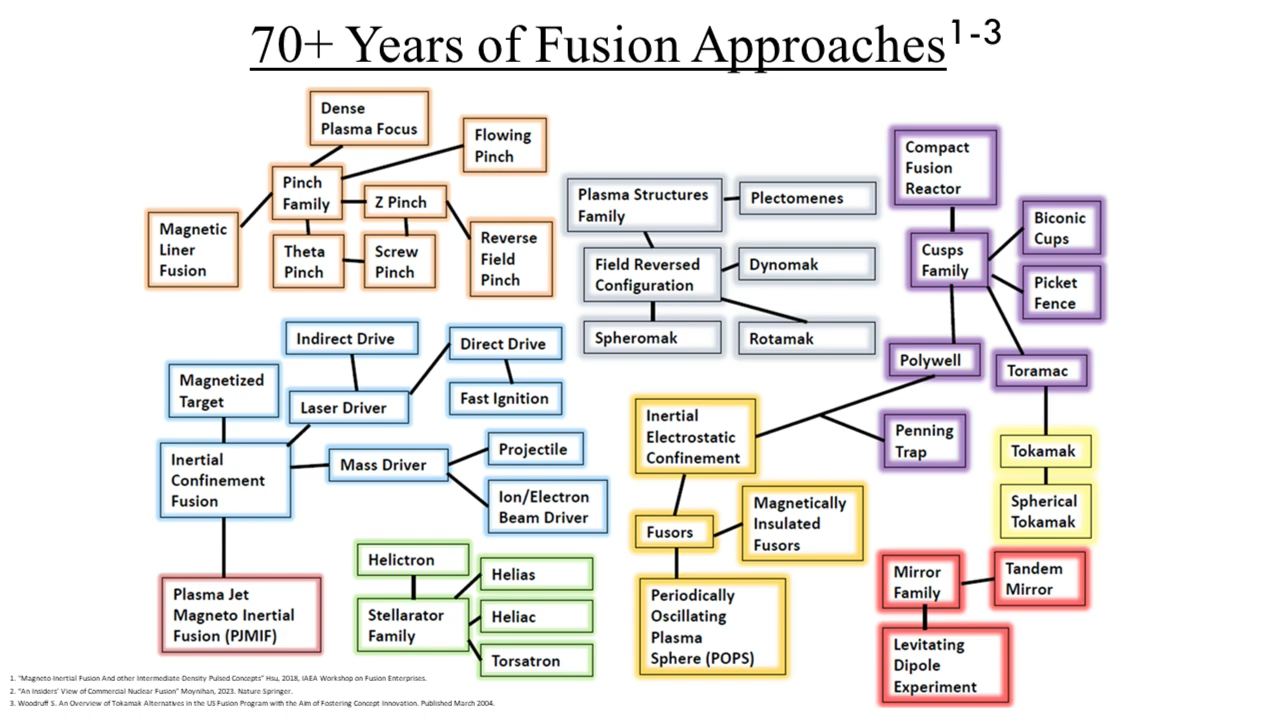 70+ Years of Fusion Approaches1-3
Dense
Plasma Focus
Flowing
Pinch
Pinch
Family
Z Pinch
Magnetic
Liner
Fusion
Theta
Pinch
Screw
Pinch
Reverse
Field
Pinch
Plasma Structures
Family
Plectomenes
Field Reversed
Configuration
Dynomak
Spheromak
Rotamak
Compact
Fusion
Reactor
Cusps
Family
Biconic
Cups
Picket
Fence
Polywell
Toramac
Penning
Trap
Tokamak
Spherical
Tokamak
Indirect Drive
Direct Drive
Magnetized
Target
Laser Driver
Fast Ignition
Inertial
Confinement
Fusion
Mass Driver
Projectile
Ion/Electron
Beam Driver
Plasma Jet
Magneto Inertial
Fusion (PJMIF)
Helictron
Stellarator
Family
Helias
Heliac
Torsatron
Inertial
Electrostatic
Confinement
Fusors
Magnetically
Insulated
Fusors
Periodically
Oscillating
Plasma
Sphere (POPS)
Mirror
Family
Tandem
Mirror
Levitating
Dipole
Experiment
1. "Magneto Inertial Fusion And other Intermediate Density Pulsed Concepts" Hsu, 2018, IAEA Workshop on Fusion Enterprises.
2. "An Insiders' View of Commercial Nuclear Fusion" Moynihan, 2023. Nature Springer.
3. Woodruff S. An Overview of Tokamak Alternatives in the US Fusion Program with the Aim of Fostering Concept Innovation. Published March 2004.